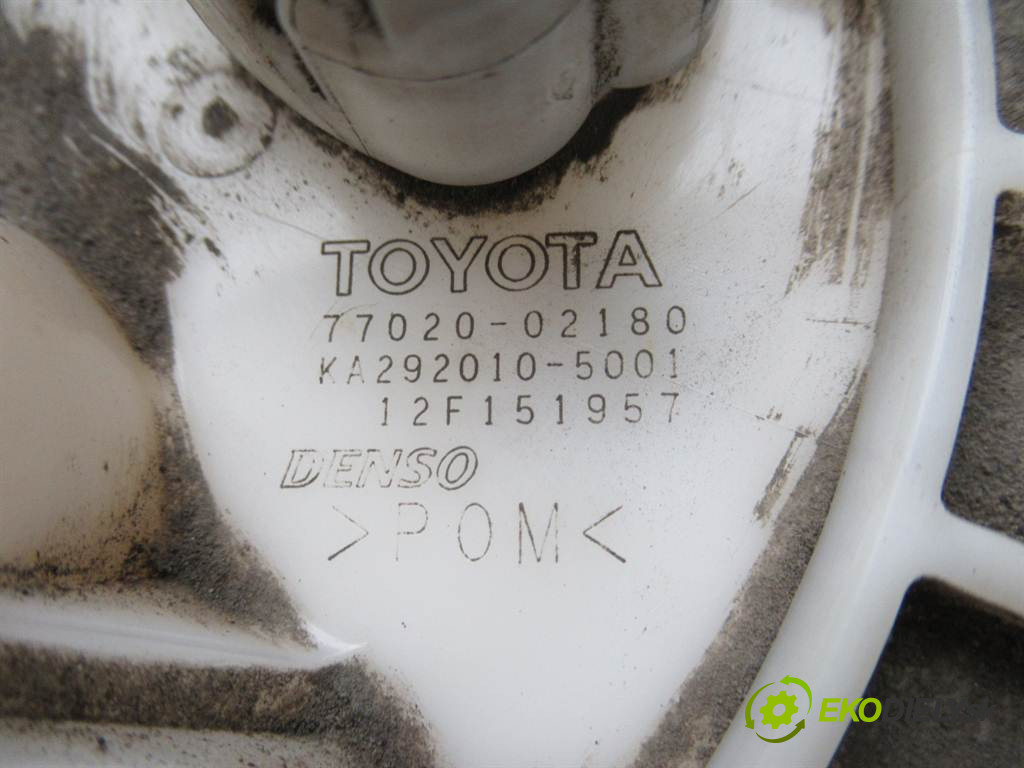 TOYOTA
77020-02180
KA292010-5001
12F151957
DENSO
>POM<